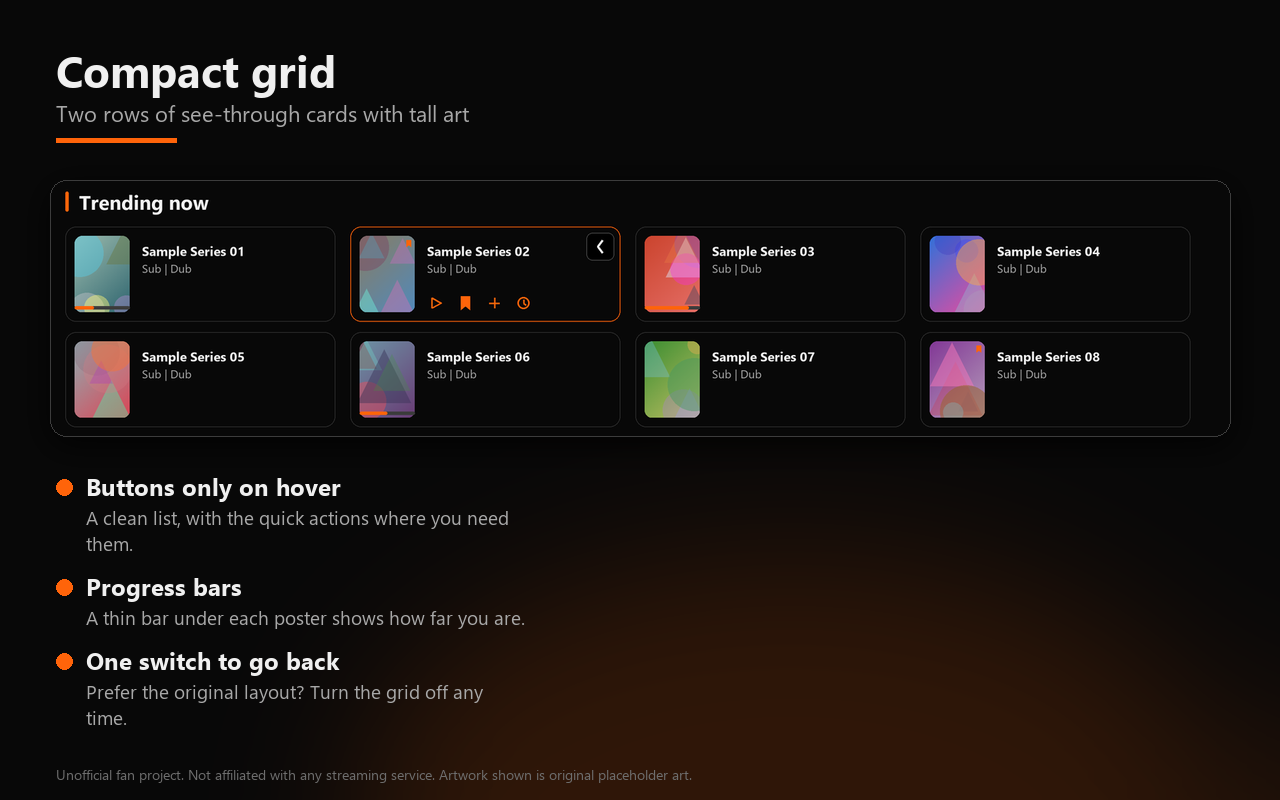 Compact grid
Two rows of see-through cards with tall art
Trending now
Sample Series 01
Sub | Dub
Sample Series 02
Sub | Dub
Sample Series 03
Sub | Dub
Sample Series 04
Sub | Dub
Sample Series 05
Sub | Dub
Sample Series 06
Sub | Dub
Sample Series 07
Sub | Dub
Sample Series 08
Sub | Dub
Buttons only on hover
A clean list, with the quick actions where you need
them.
Progress bars
A thin bar under each poster shows how far you are.
One switch to go back
Prefer the original layout? Turn the grid off any
time.
Unofficial fan project. Not affiliated with any streaming service. Artwork shown is original placeholder art.